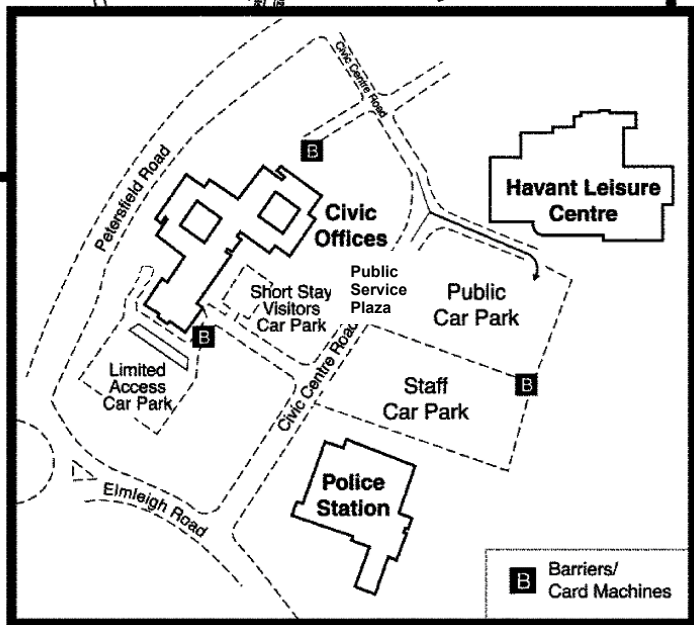 Civic Centre Road
Petersfield Road
B
Havant Leisure
Centre
Civic
Offices
Public
Service
Plaza
Short Stay
Visitors
Car Park
Public
Car Park
B
Limited
Access
Car Park
Civic Centre Road
Staff
Car Park
B
Police
Station
Elmleigh Road
B
Barriers/
Card Machines